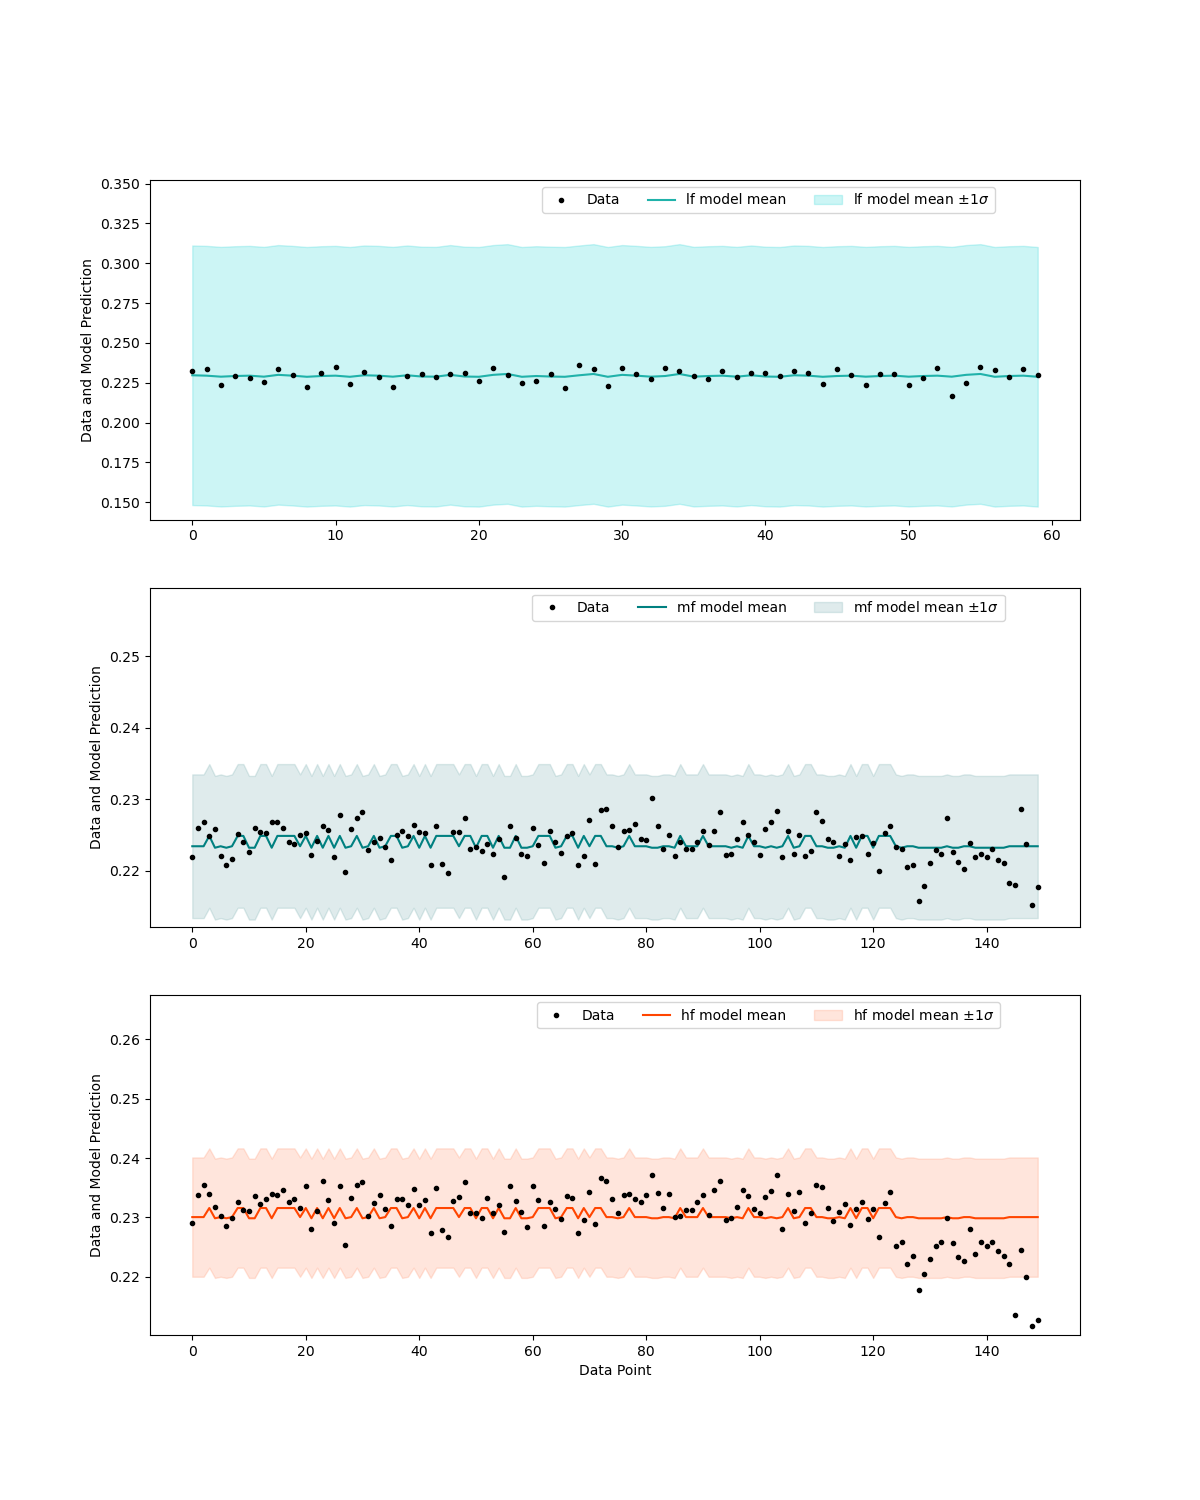 Data
lf model mean
lf model mean ±1σ
Data and Model Prediction
0.350
0.325
0.300
0.275
0.250
0.225
0.200
0.175
0.150
0 10 20 30 40 50 60
Data
mf model mean
mf model mean ±1σ
Data and Model Prediction
0.25
0.24
0.23
0.22
0 20 40 60 80 100 120 140
Data
hf model mean
hf model mean ±1σ
Data and Model Prediction
0.26
0.25
0.24
0.23
0.22
0 20 40 60 80 100 120 140
Data Point